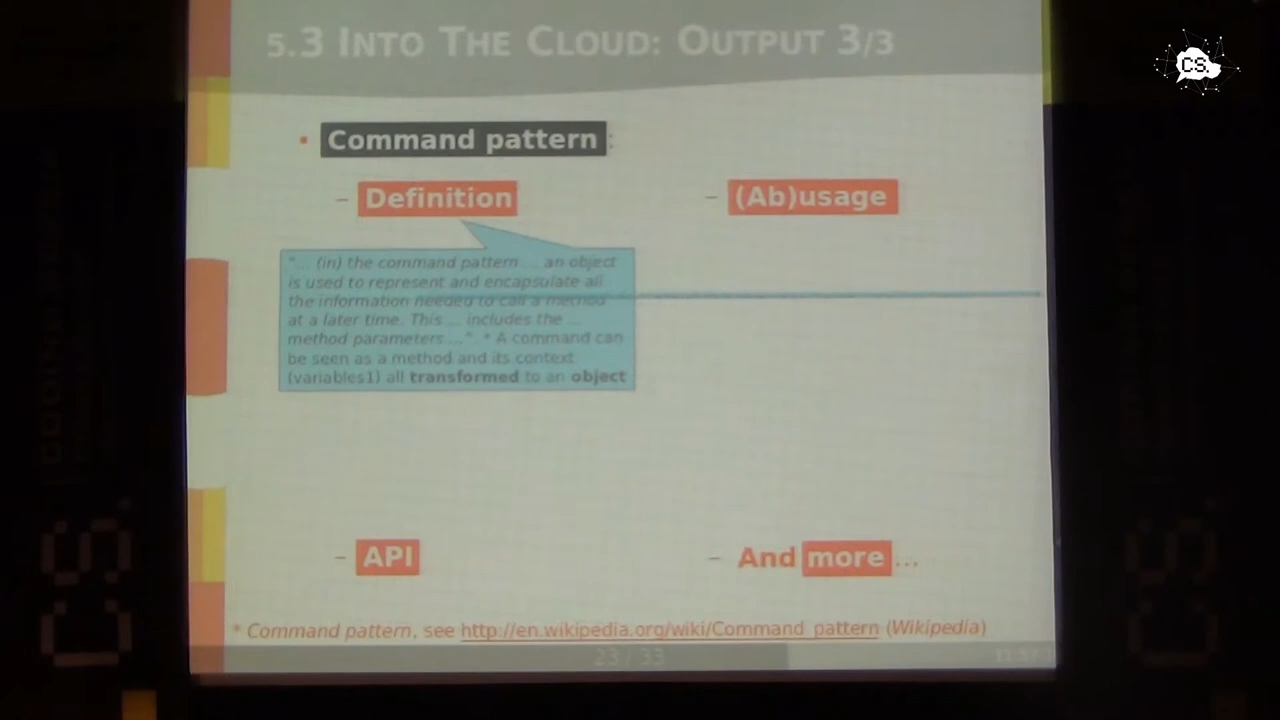 5.3 INTO THE CLOUD: OUTPUT 3/3
CS.
• Command pattern:
– Definition
– (Ab)usage
"... (in) the command pattern ... an object
is used to represent and encapsulate all
the information needed to call a method
at a later time. This ... includes the ...
method parameters ...". * A command can
be seen as a method and its context
(variables1) all transformed to an object
– API
– And more ...
* Command pattern, see http://en.wikipedia.org/wiki/Command_pattern (Wikipedia)
23 / 33
CS.
CS.